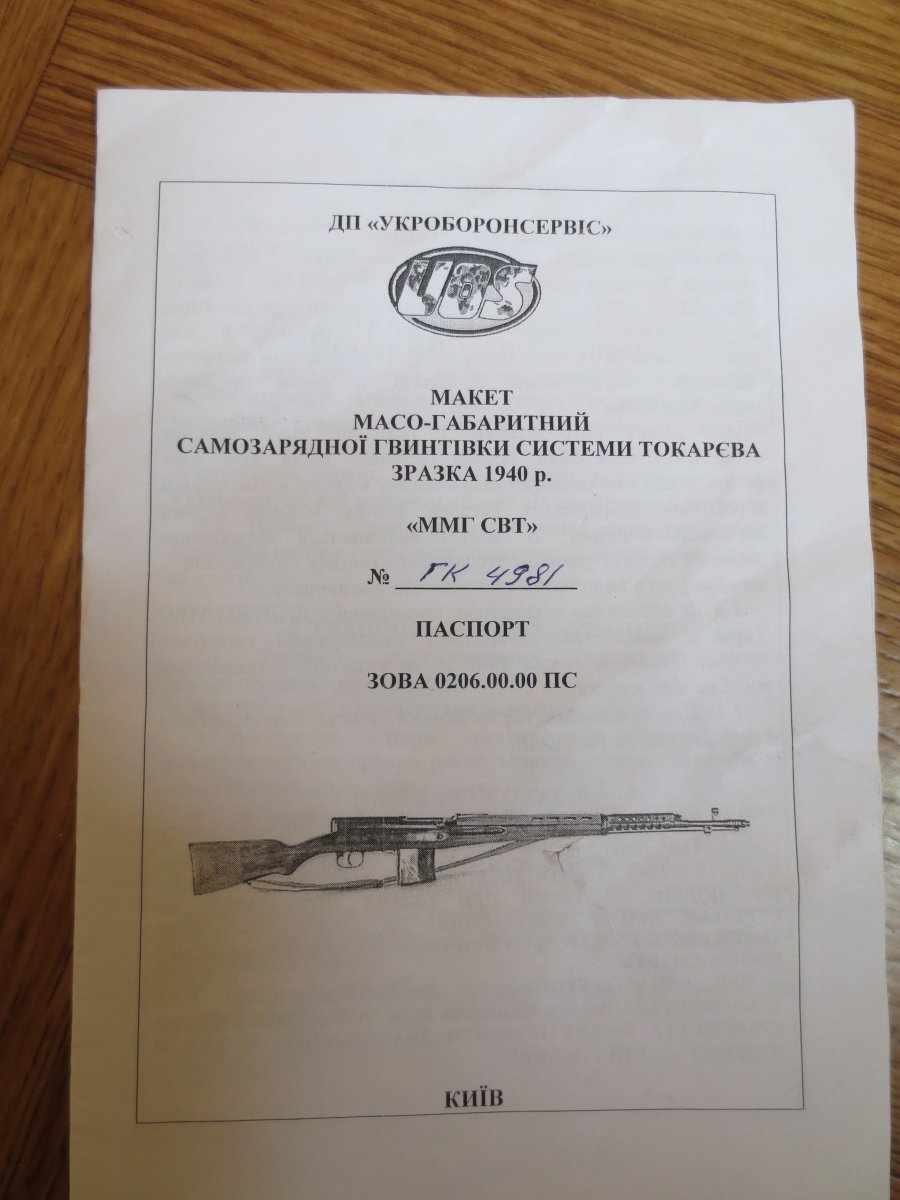 ДП «УКРОБОРОНСЕРВІС»
УОS
МАКЕТ
МАСО-ГАБАРИТНИЙ
САМОЗАРЯДНОЇ ГВИНТІВКИ СИСТЕМИ ТОКАРЄВА
ЗРАЗКА 1940 р.
«ММГ СВТ»
№ ГК 4981
ПАСПОРТ
ЗОВА 0206.00.00 ПС
КИЇВ